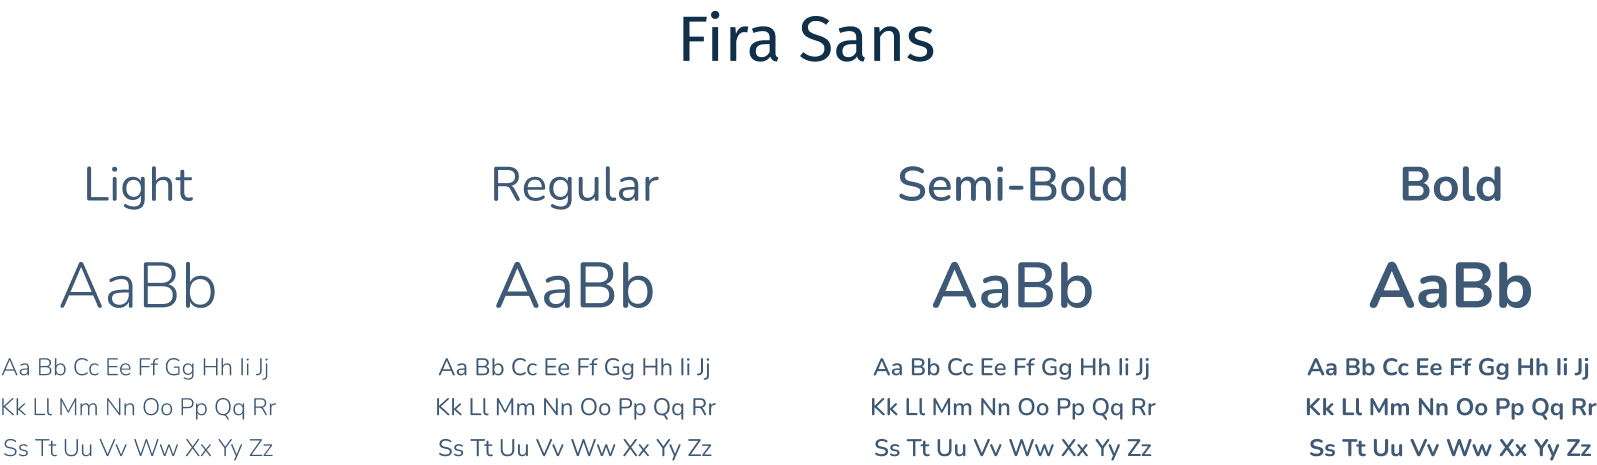 Fira Sans
Light
Regular
Semi-Bold
Bold
AaBb
AaBb
AaBb
AaBb
Aa Bb Cc Ee Ff Gg Hh Ii Jj
Kk Ll Mm Nn Oo Pp Qq Rr
Ss Tt Uu Vv Ww Xx Yy Zz
Aa Bb Cc Ee Ff Gg Hh Ii Jj
Kk Ll Mm Nn Oo Pp Qq Rr
Ss Tt Uu Vv Ww Xx Yy Zz
Aa Bb Cc Ee Ff Gg Hh Ii Jj
Kk Ll Mm Nn Oo Pp Qq Rr
Ss Tt Uu Vv Ww Xx Yy Zz
Aa Bb Cc Ee Ff Gg Hh Ii Jj
Kk Ll Mm Nn Oo Pp Qq Rr
Ss Tt Uu Vv Ww Xx Yy Zz